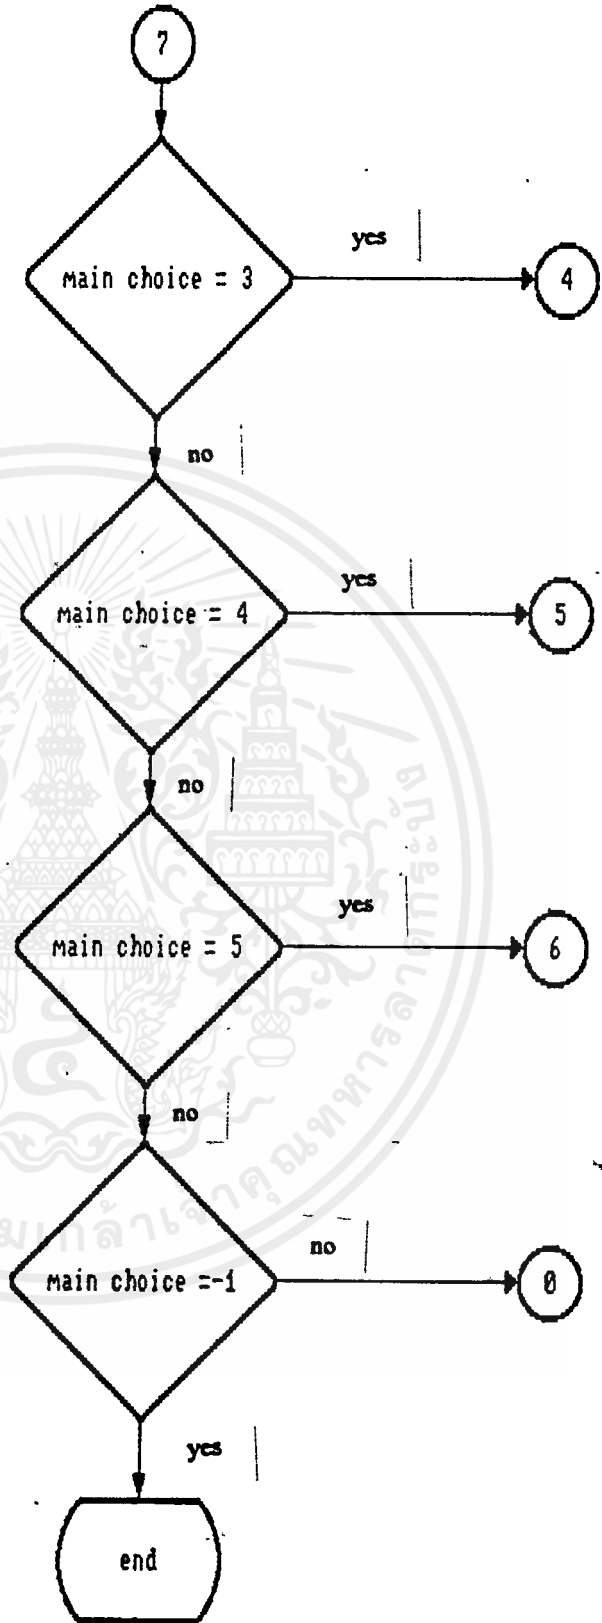 7
main choice = 3
yes
4
no
main choice = 4
yes
5
no
main choice = 5
yes
6
no
main choice =-1
no
0
yes
end